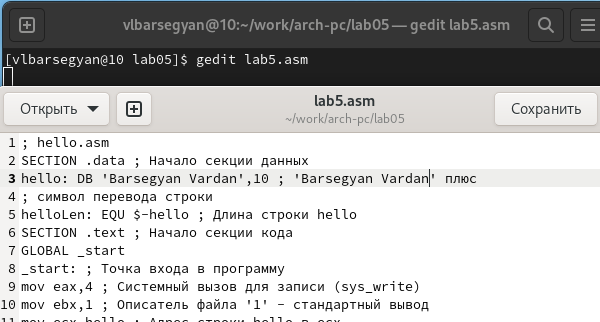 vlbarsegyan@10:~/work/arch-pc/lab05 — gedit lab5.asm
[vlbarsegyan@10 lab05]$ gedit lab5.asm
Открыть
lab5.asm
~/work/arch-pc/lab05
Сохранить
1 ; hello.asm
2 SECTION .data ; Начало секции данных
3 hello: DB 'Barsegyan Vardan',10 ; 'Barsegyan Vardan' плюс
4 ; символ перевода строки
5 helloLen: EQU $-hello ; Длина строки hello
6 SECTION .text ; Начало секции кода
7 GLOBAL _start
8 _start: ; Точка входа в программу
9 mov eax,4 ; Системный вызов для записи (sys_write)
10 mov ebx,1 ; Описатель файла '1' - стандартный вывод
11 mov ecx,hello ; Адрес строки hello в ecx